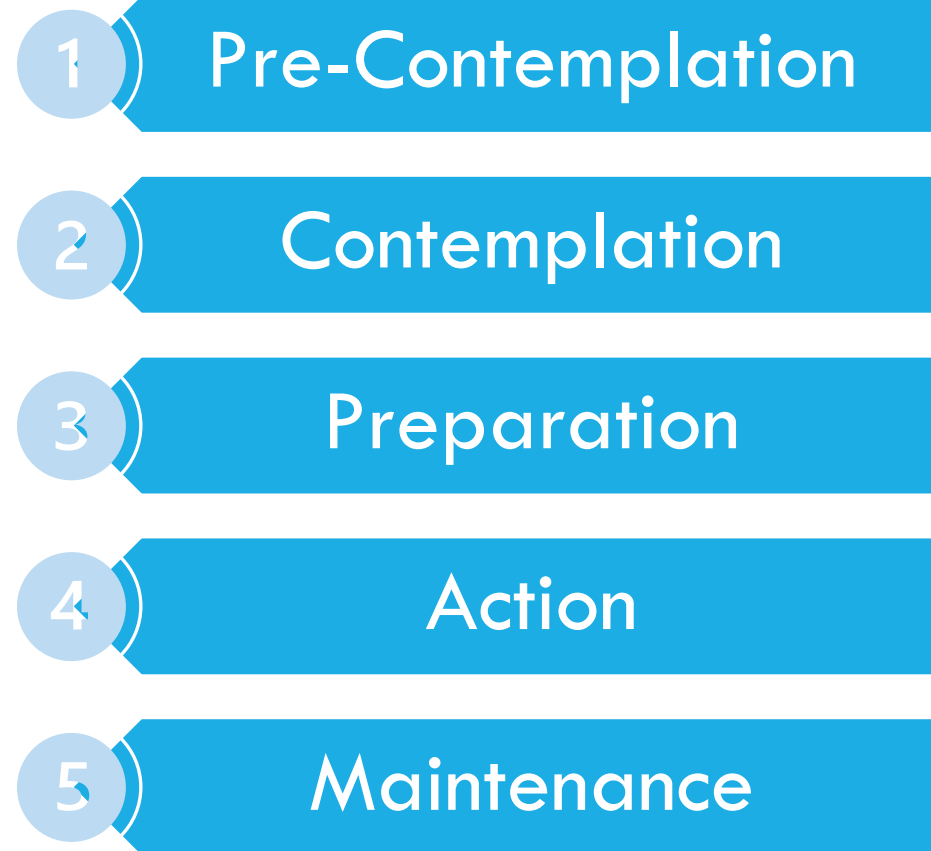 1 Pre-Contemplation
2 Contemplation
3 Preparation
4 Action
5 Maintenance